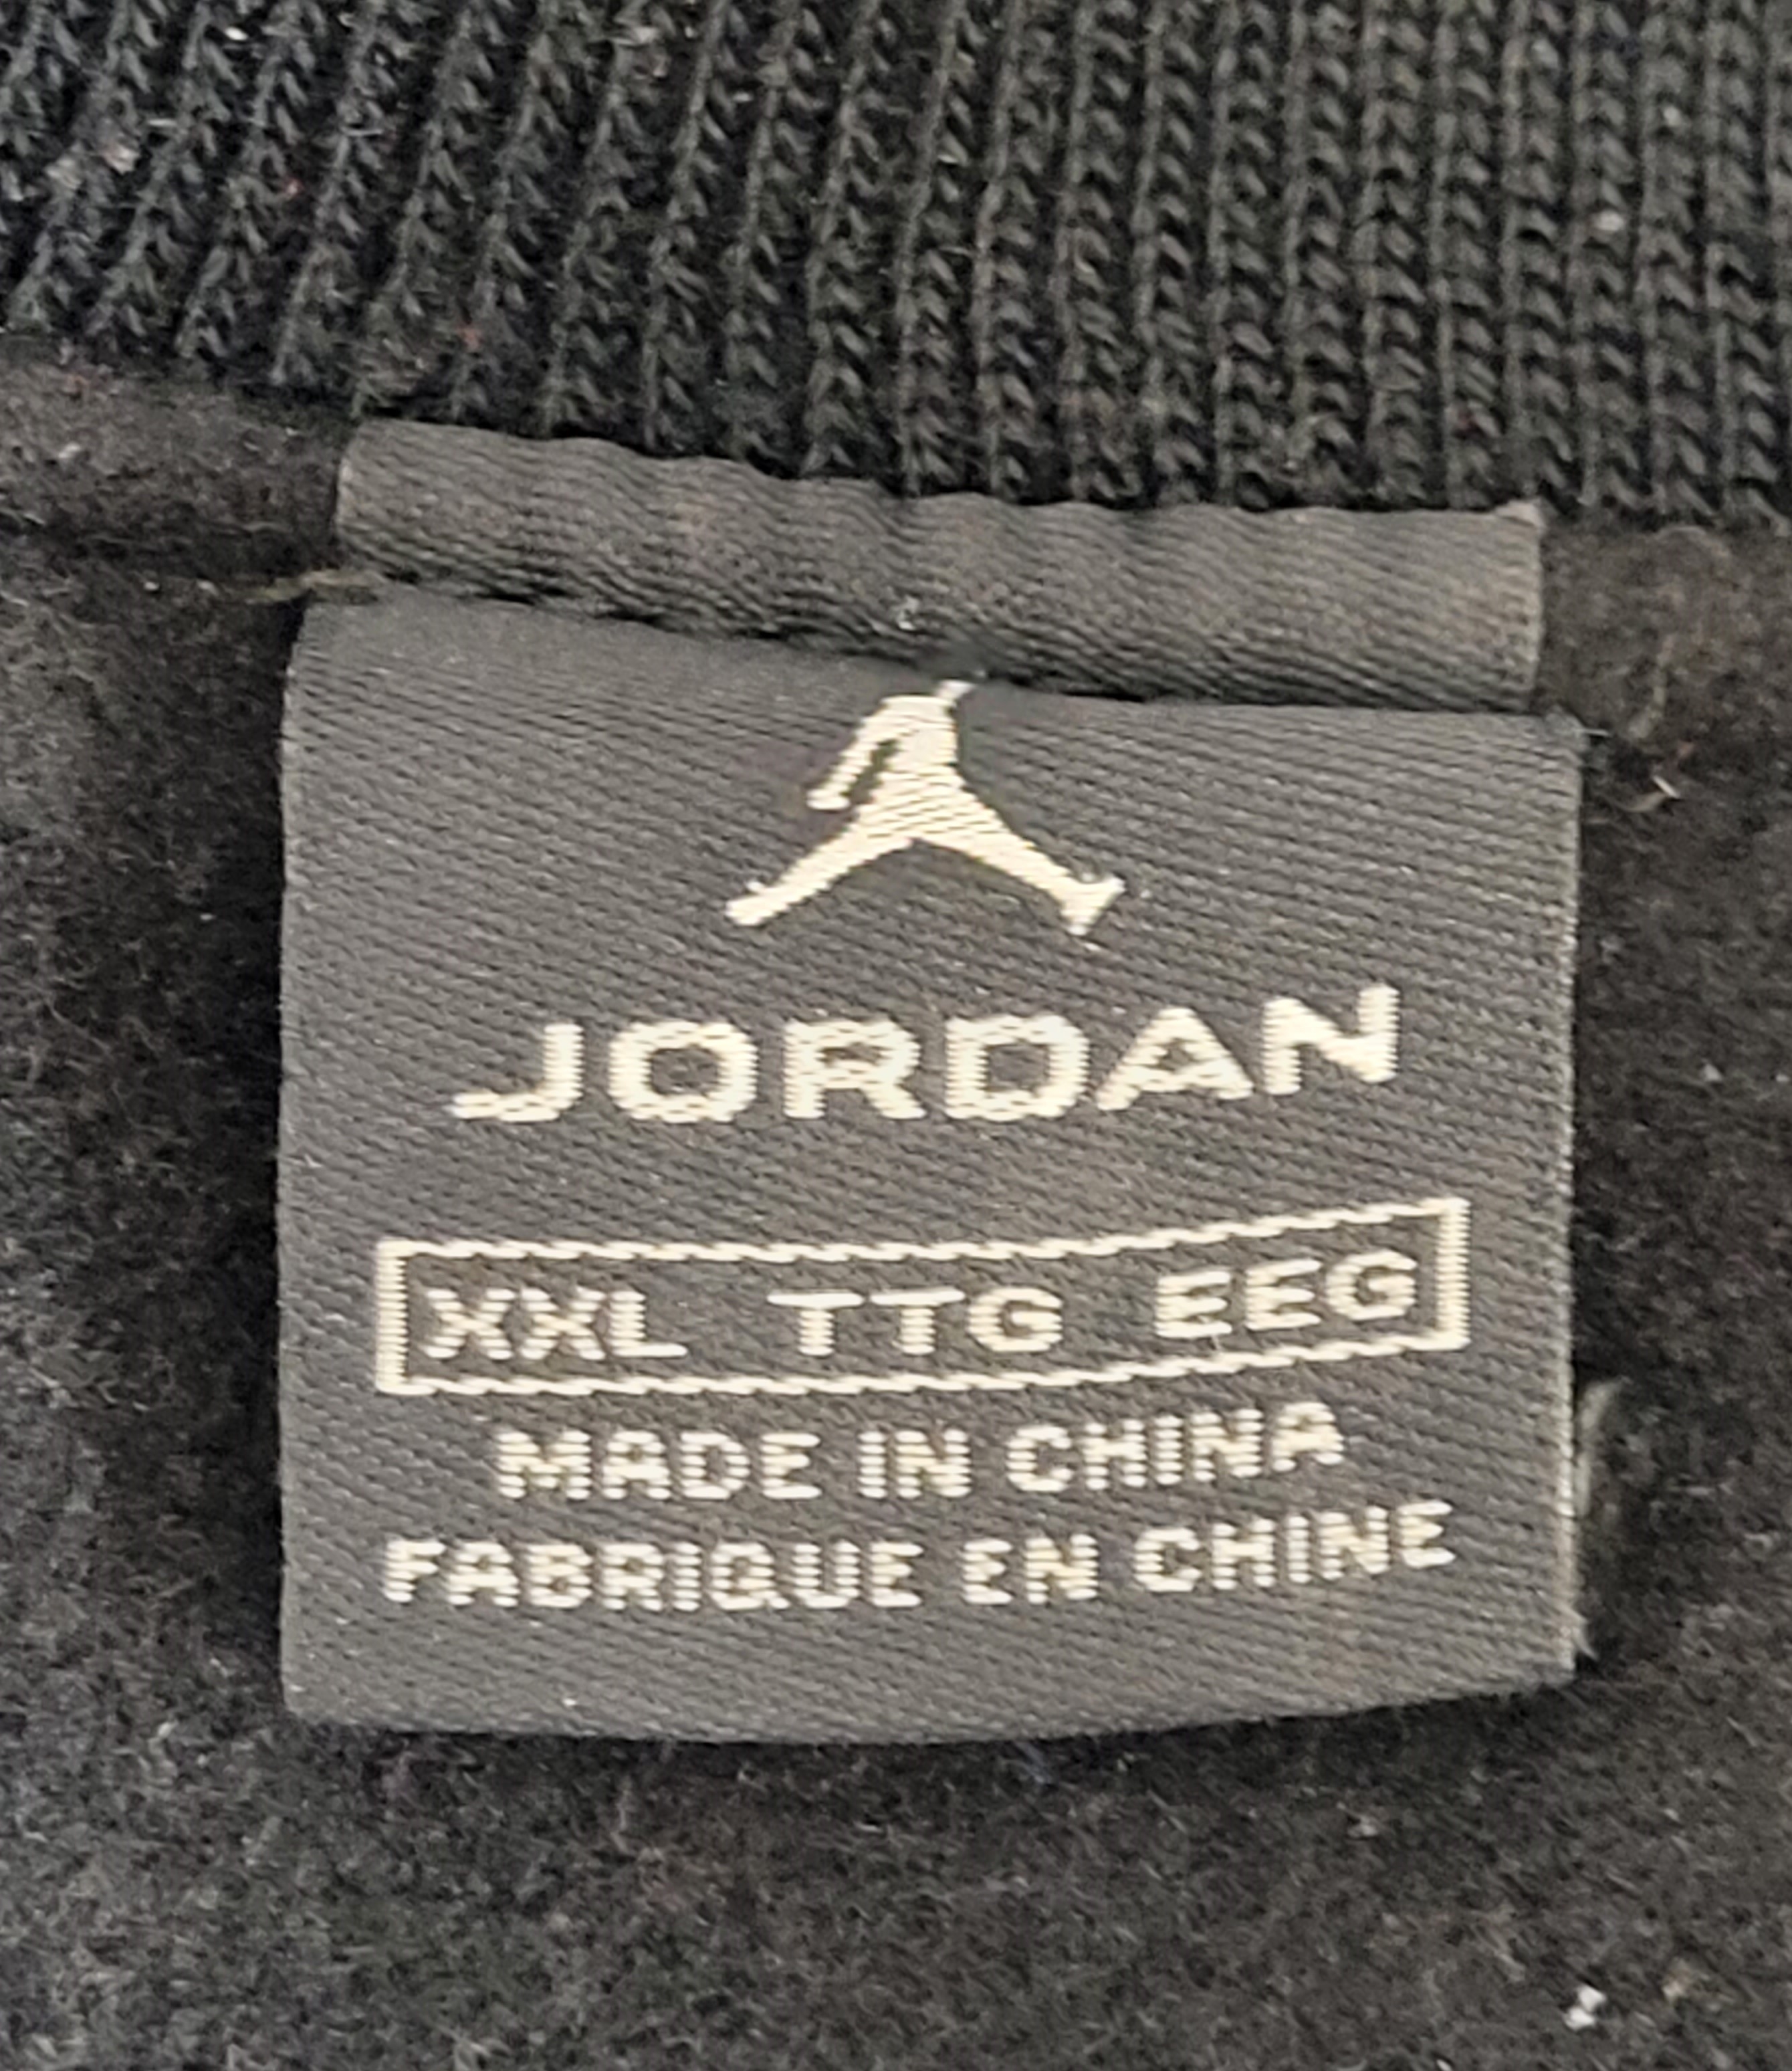 JORDAN
XXL TTG EEG
MADE IN CHINA
FABRIQUE EN CHINE